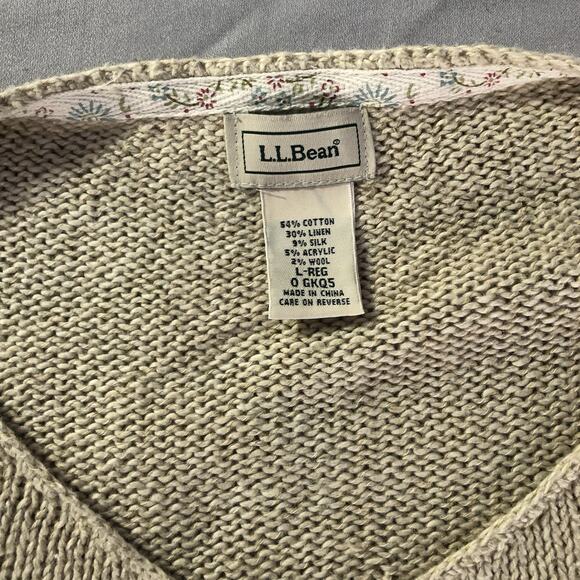 L.L.Bean®
54% COTTON
30% LINEN
9% SILK
5% ACRYLIC
2% WOOL
L-REG
0 GKQ5
MADE IN CHINA
CARE ON REVERSE